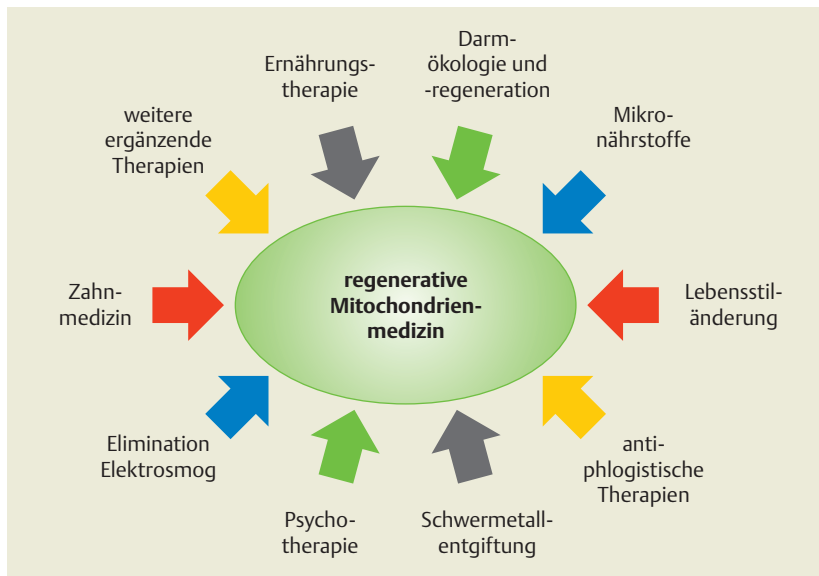 Darm-
ökologie und
-regeneration
Ernährungs-
therapie
weitere
ergänzende
Therapien
Mikro-
nährstoffe
regenerative
Mitochondrien-
medizin
Zahn-
medizin
Lebensstil-
änderung
Elimination
Elektrosmog
anti-
phlogistische
Therapien
Psycho-
therapie
Schwermetall-
entgiftung